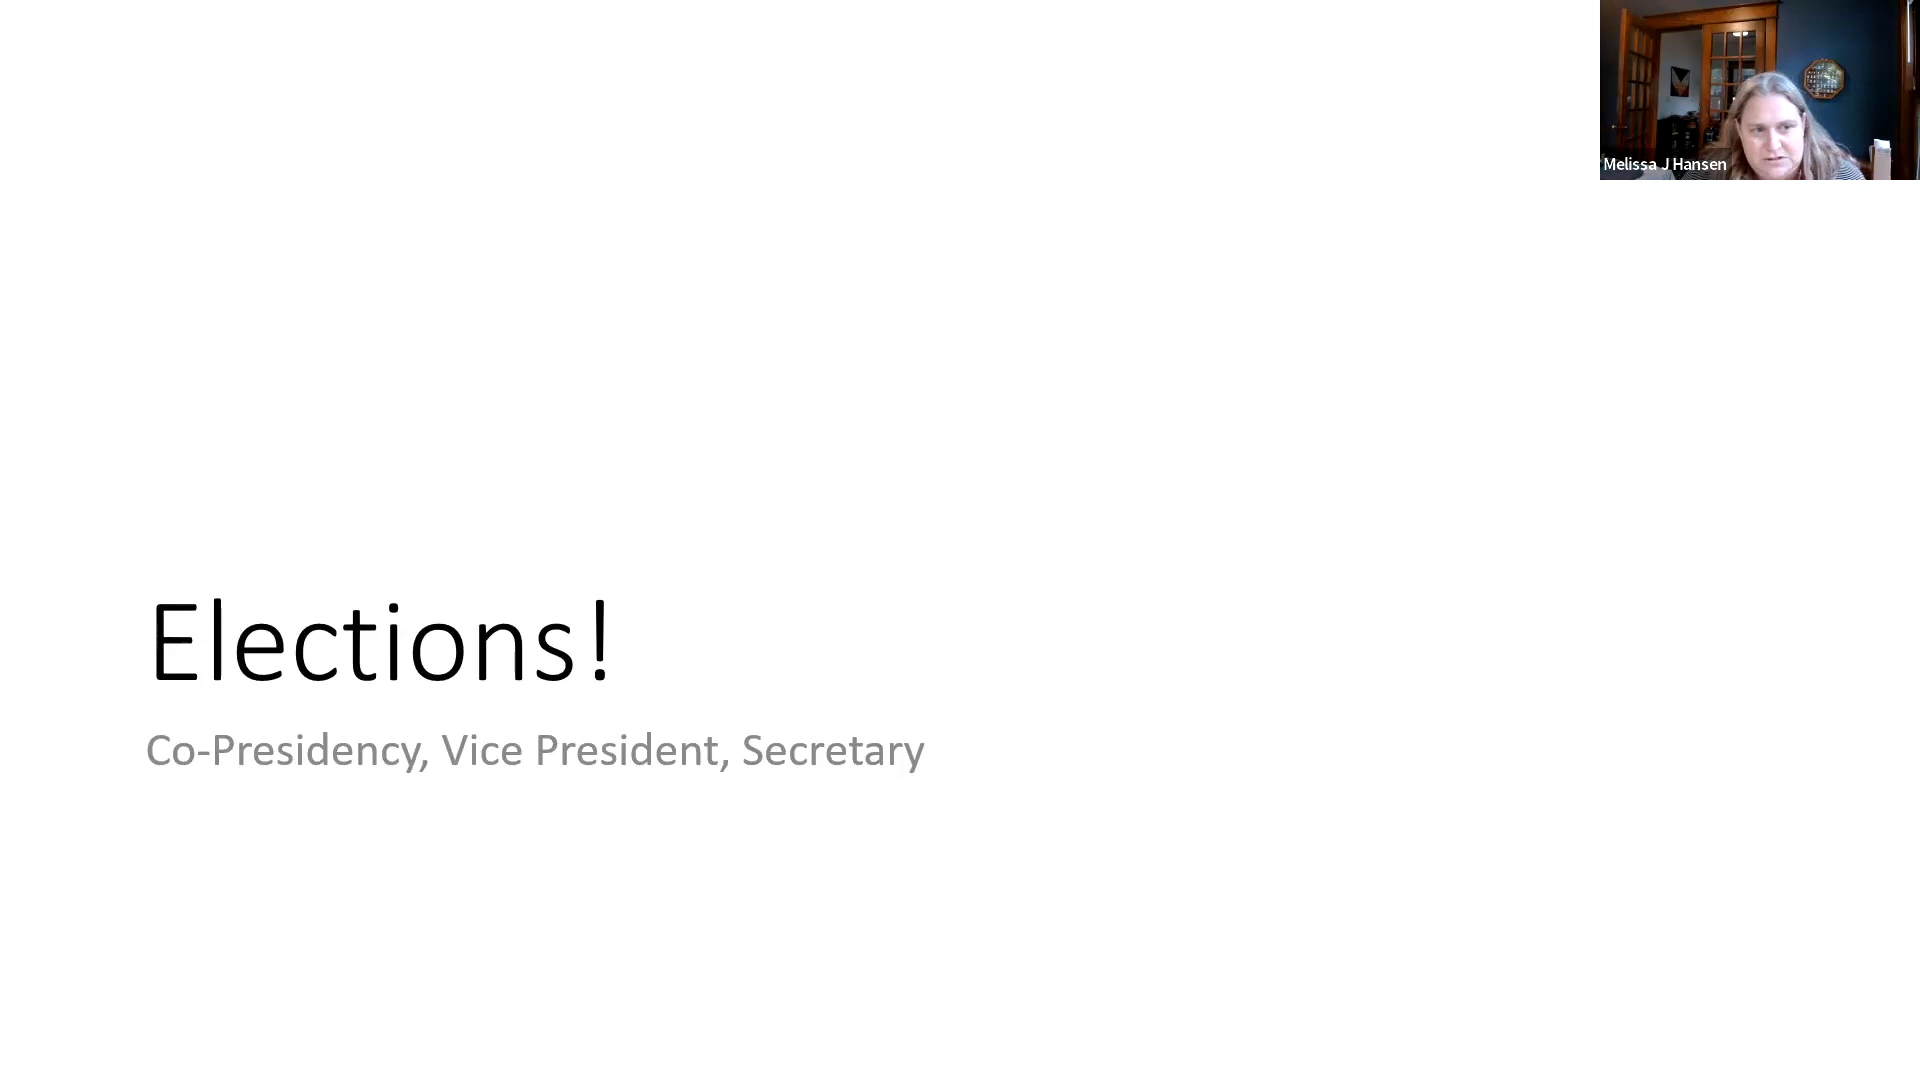 Melissa J Hansen
Elections!
Co-Presidency, Vice President, Secretary